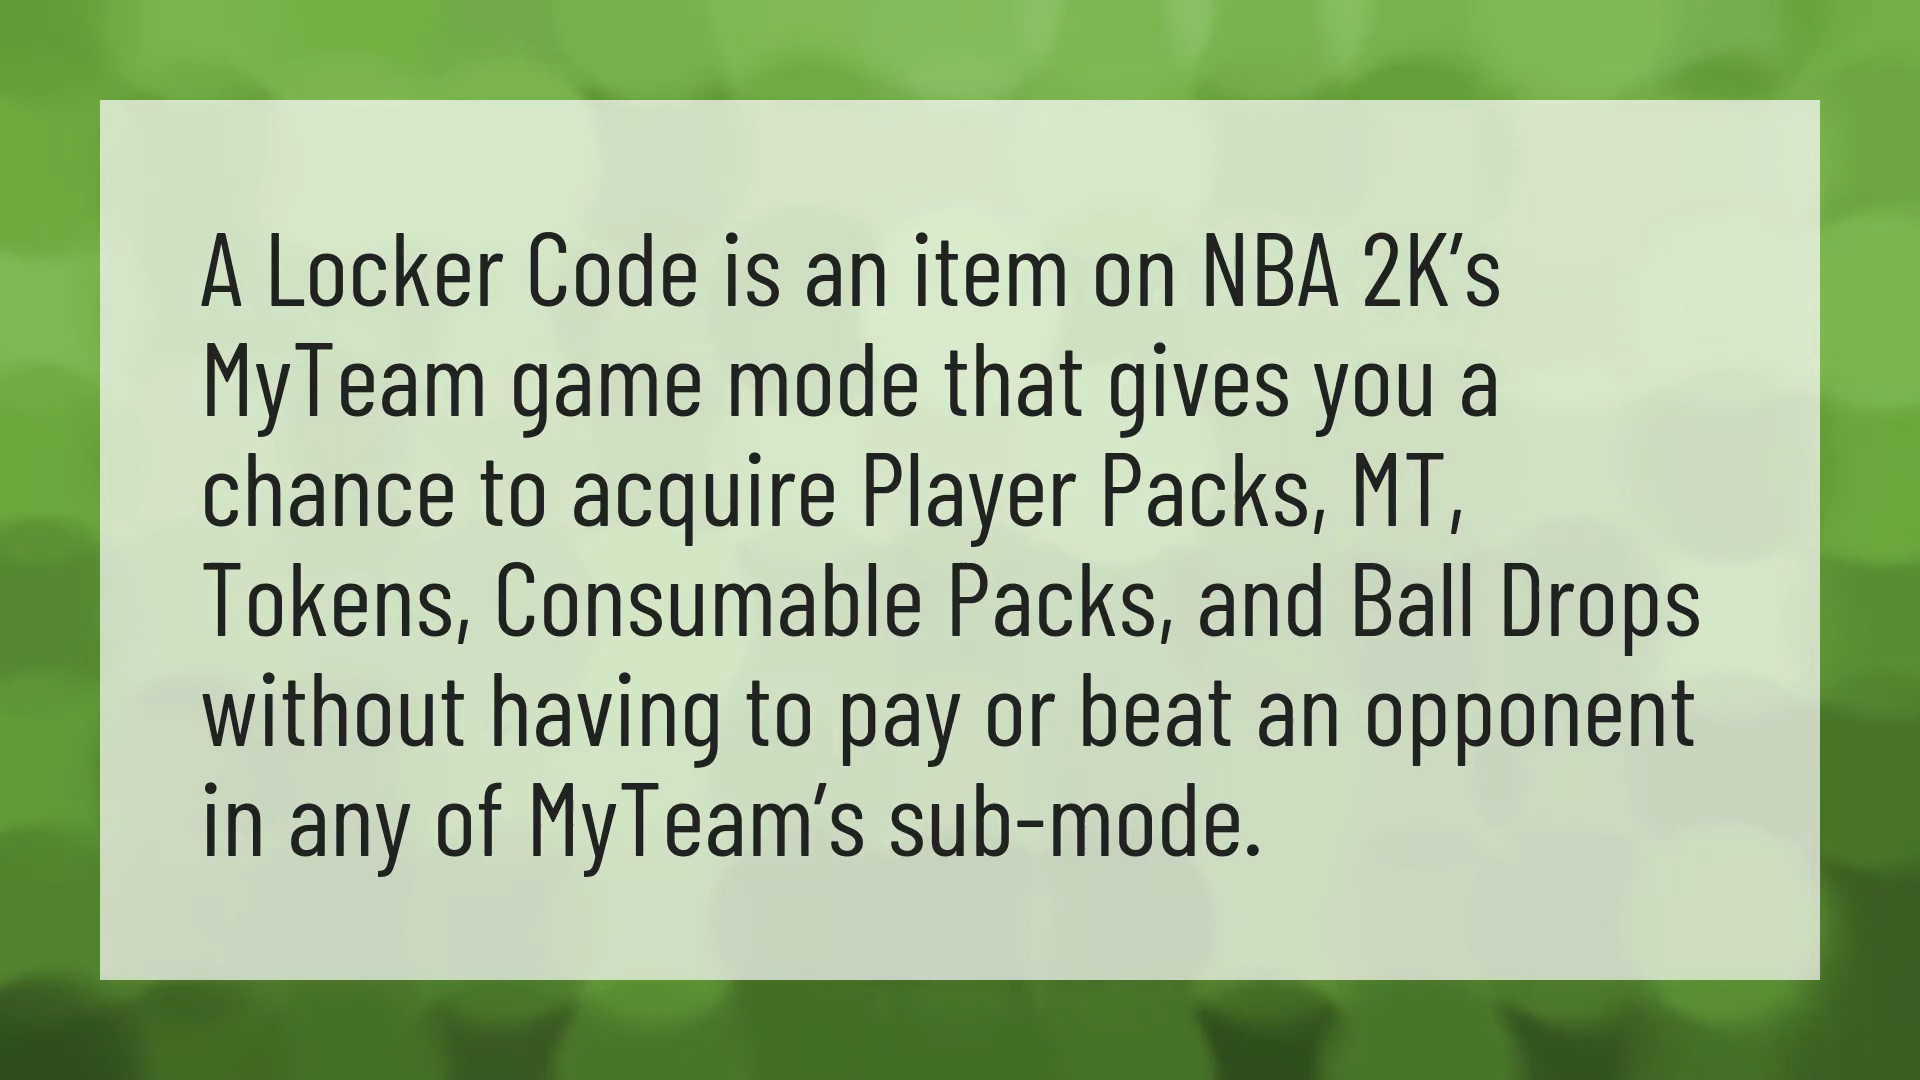 A Locker Code is an item on NBA 2K’s
MyTeam game mode that gives you a
chance to acquire Player Packs, MT,
Tokens, Consumable Packs, and Ball Drops
without having to pay or beat an opponent
in any of MyTeam’s sub-mode.